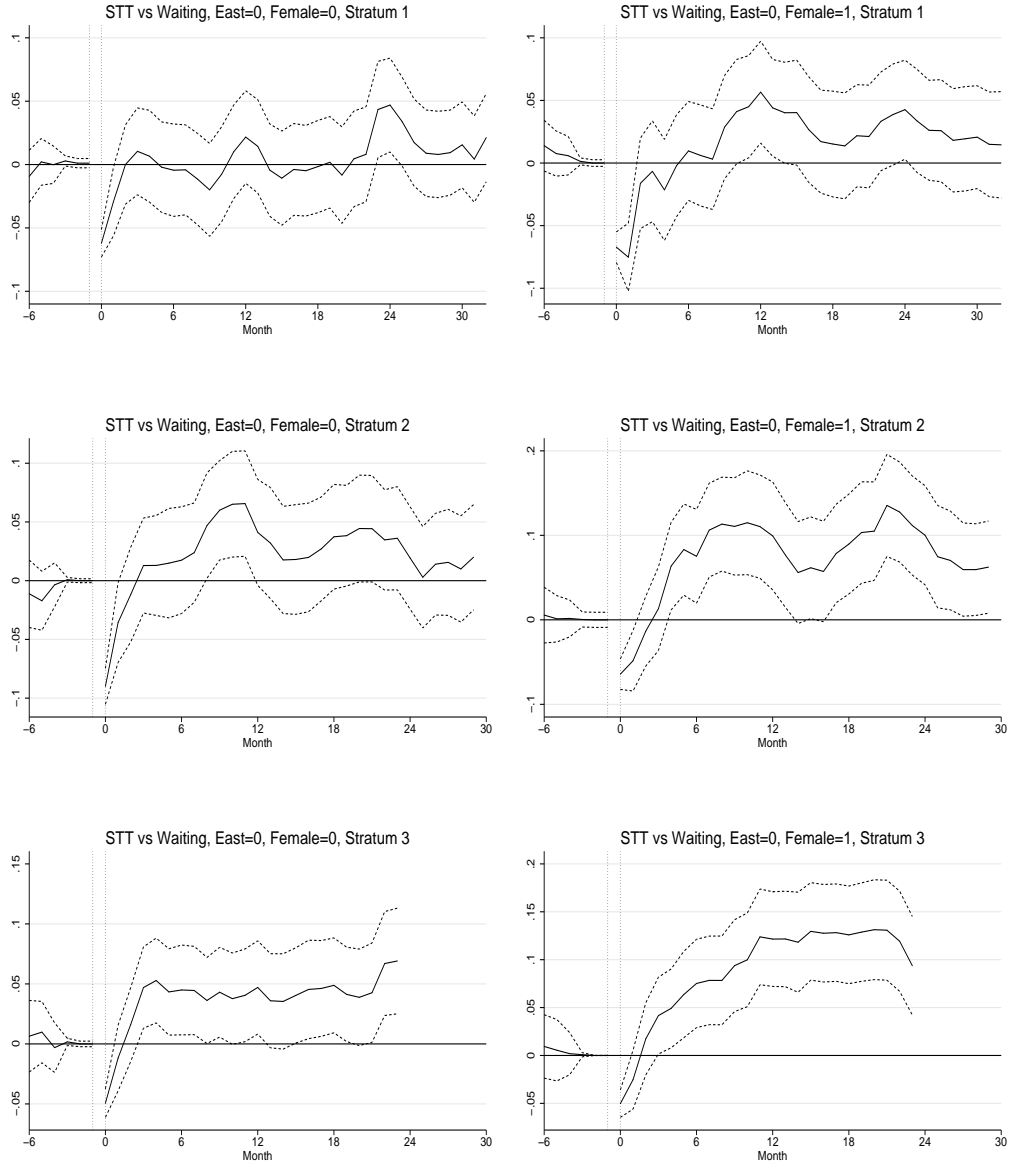 STT vs Waiting, East=0, Female=0, Stratum 1
.1
.05
0
−.05
−.1
−6 0 6 12 18 24 30
Month
STT vs Waiting, East=0, Female=1, Stratum 1
.1
.05
0
−.05
−.1
−6 0 6 12 18 24 30
Month
STT vs Waiting, East=0, Female=0, Stratum 2
.1
.05
0
−.05
−.1
−6 0 6 12 18 24 30
Month
STT vs Waiting, East=0, Female=1, Stratum 2
.2
.1
0
−.1
−6 0 6 12 18 24 30
Month
STT vs Waiting, East=0, Female=0, Stratum 3
.15
.1
.05
0
−.05
−6 0 6 12 18 24 30
Month
STT vs Waiting, East=0, Female=1, Stratum 3
.2
.15
.1
.05
0
−.05
−6 0 6 12 18 24 30
Month